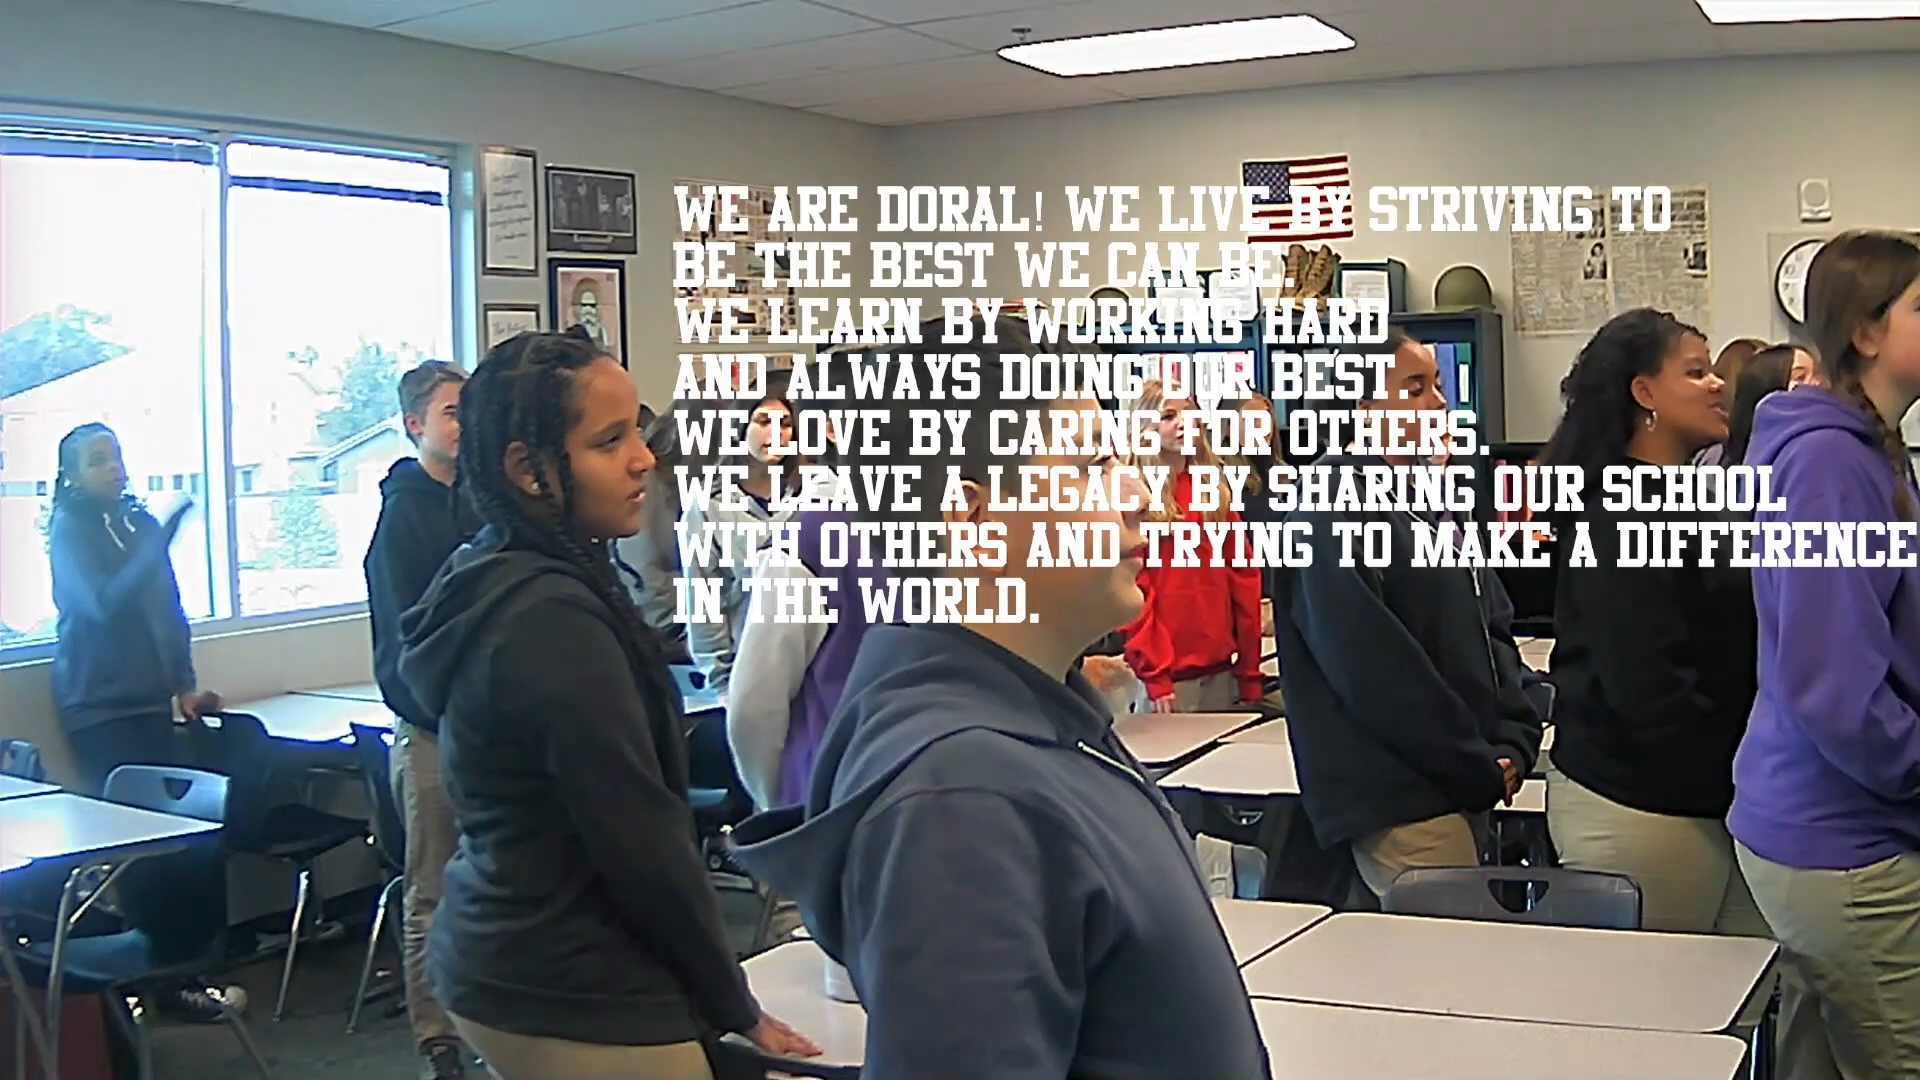 WE ARE DORAL! WE LIVE BY STRIVING TO
BE THE BEST WE CAN BE.
WE LEARN BY WORKING HARD
AND ALWAYS DOING OUR BEST.
WE LOVE BY CARING FOR OTHERS.
WE LEAVE A LEGACY BY SHARING OUR SCHOOL
WITH OTHERS AND TRYING TO MAKE A DIFFERENCE
IN THE WORLD.